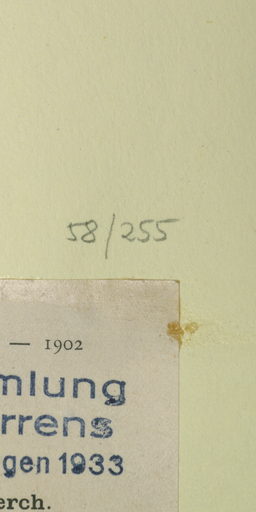 58/255
— 1902
mlung
rrens
gen 1933
erch.